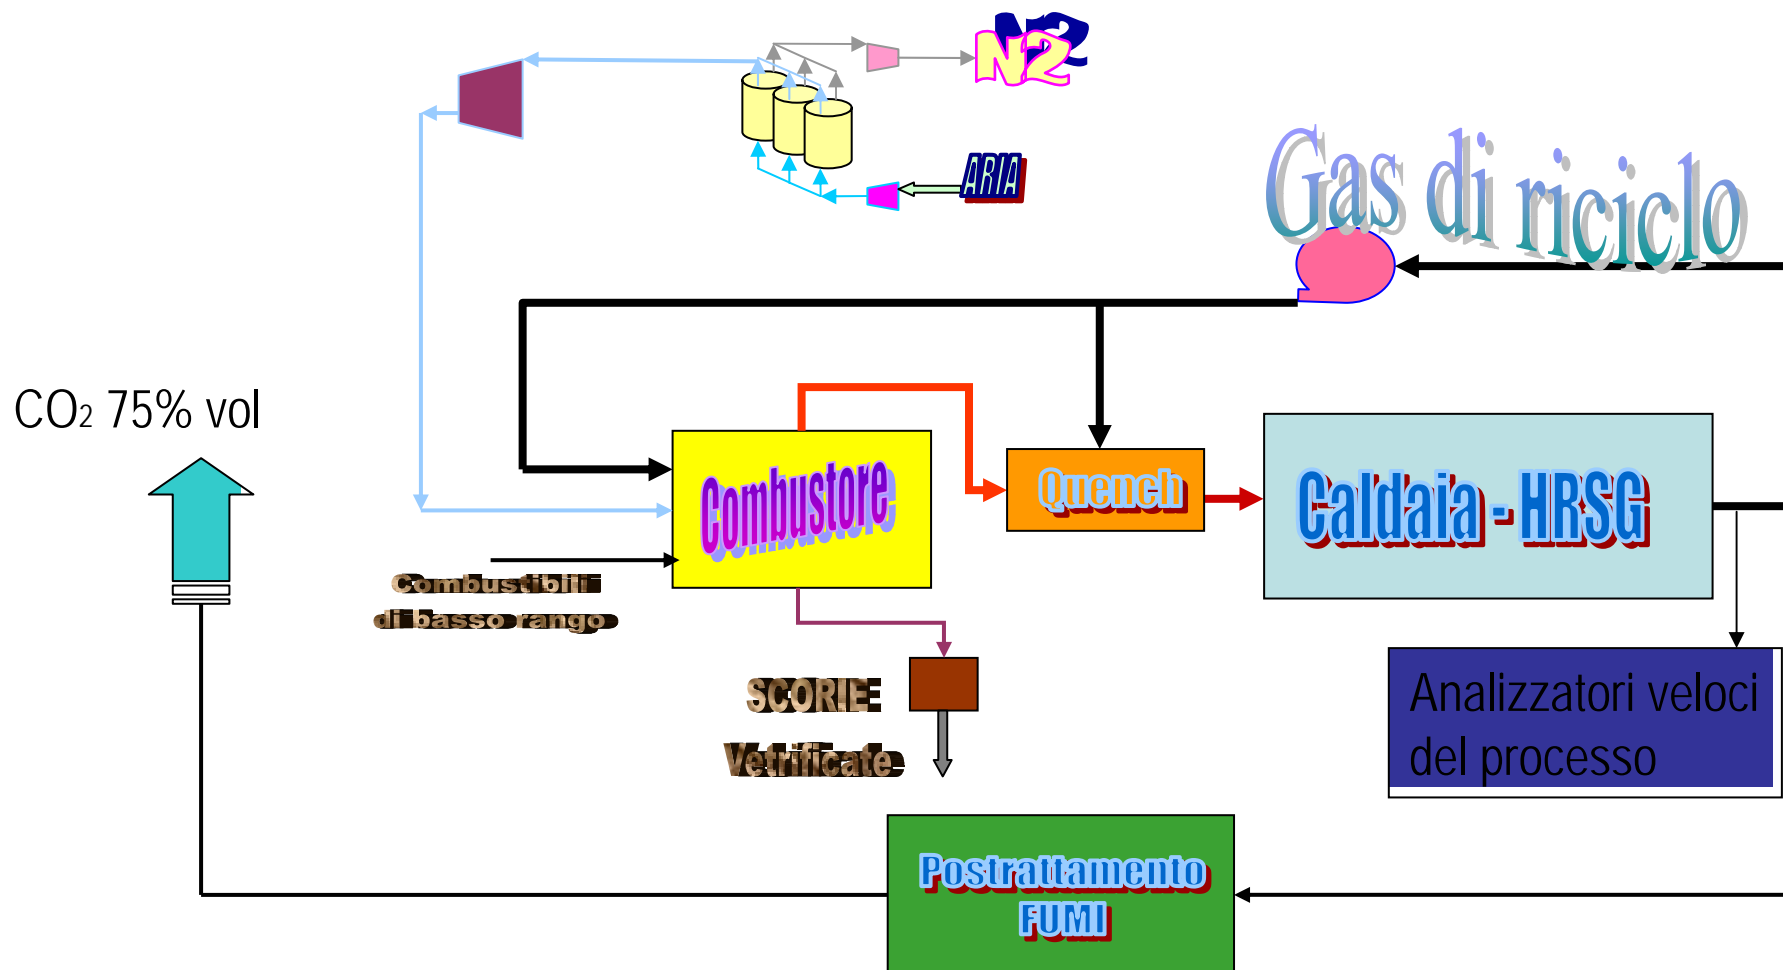 N2
ARIA
Gas di riciclo
CO2 75% vol
Combustore
Quench
Caldaia - HRSG
Combustibili
di basso rango
SCORIE
Vetrificate
Analizzatori veloci
del processo
Postrattamento
FUMI